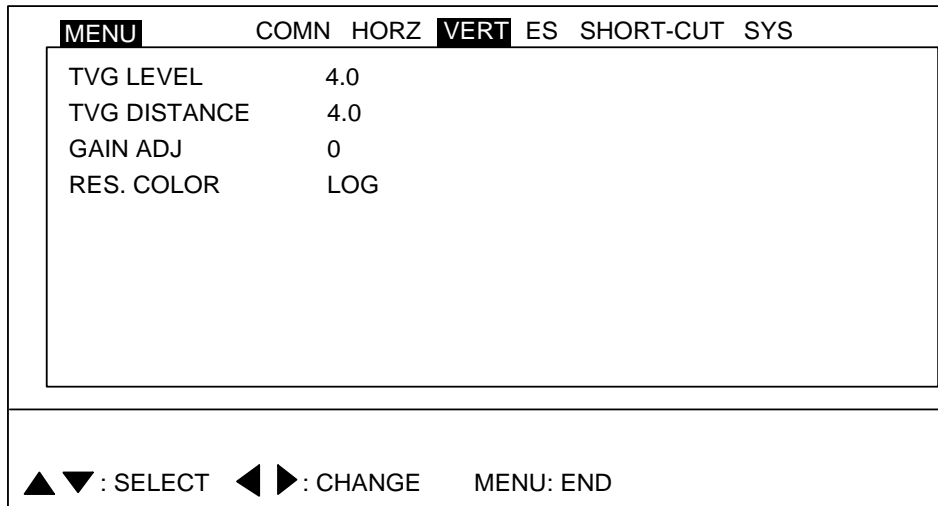 MENU COMN HORZ VERT ES SHORT-CUT SYS
TVG LEVEL 4.0
TVG DISTANCE 4.0
GAIN ADJ 0
RES. COLOR LOG
▲ ▼ : SELECT ◀ ▶ : CHANGE MENU: END